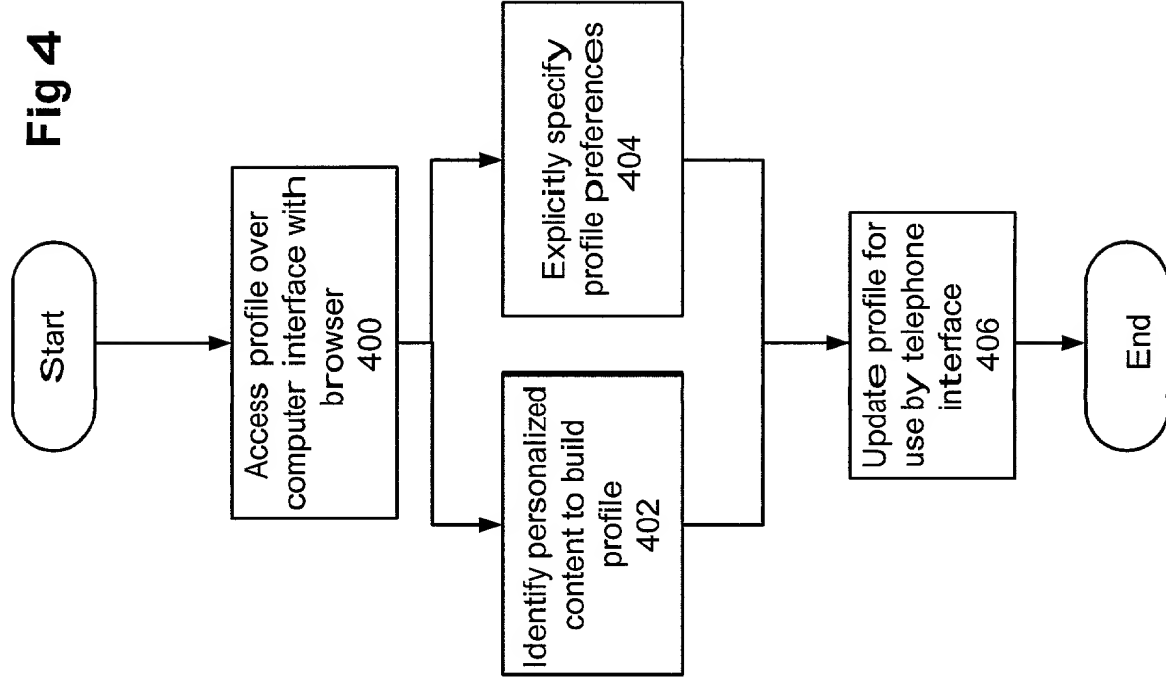 Fig 4
Start
Access profile over
computer interface with
browser
400
Identify personalized
content to build
profile
402
Explicitly specify
profile preferences
404
Update profile for
use by telephone
interface
406
End